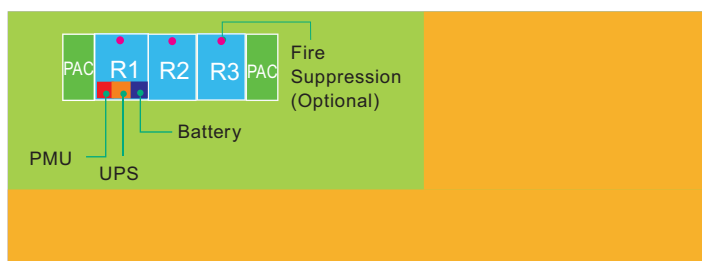 PAC R1 R2 R3 PAC
Fire
Suppression
(Optional)
Battery
PMU
UPS